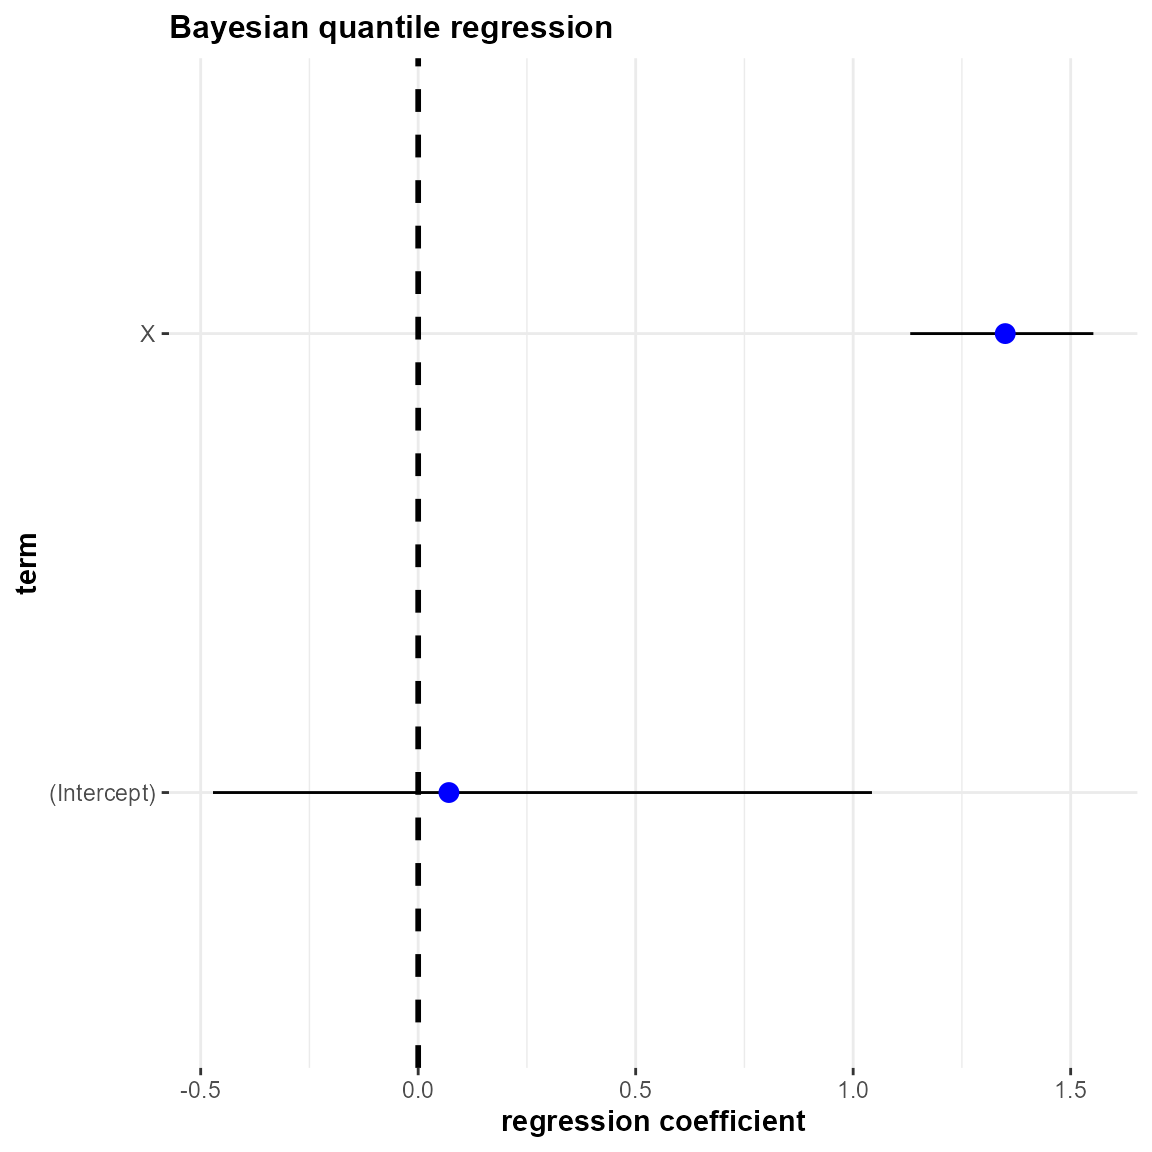 Bayesian quantile regression
term
X
(Intercept)
-0.5 0.0 0.5 1.0 1.5
regression coefficient